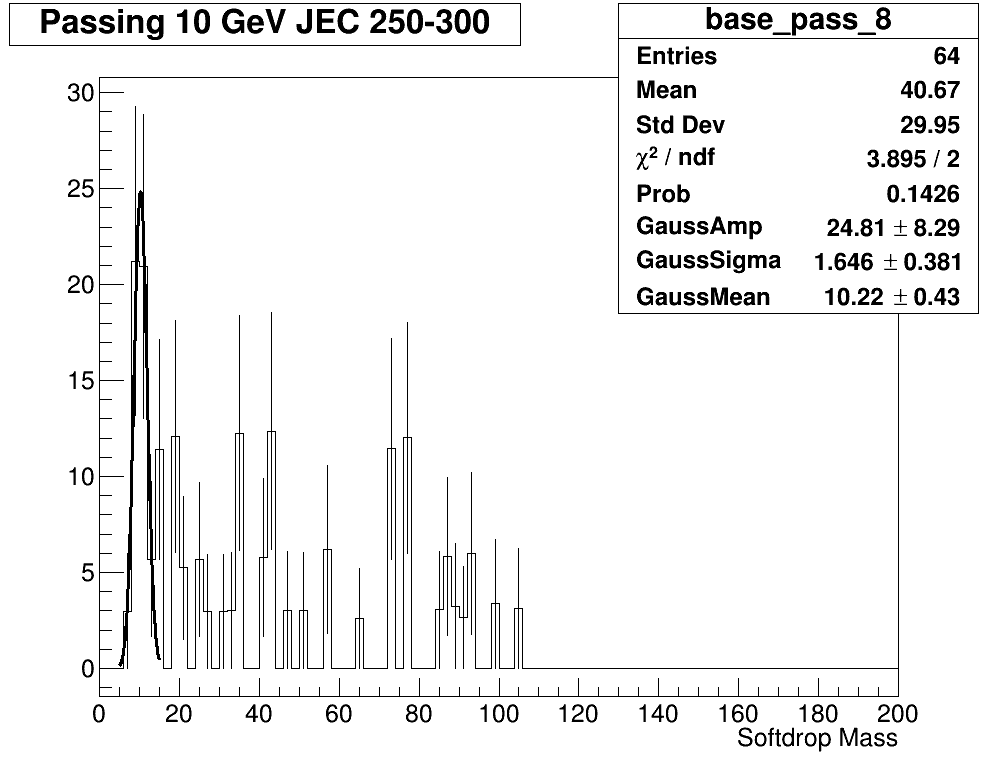 Passing 10 GeV JEC 250-300
base_pass_8
Entries 64
Mean 40.67
Std Dev 29.95
χ² / ndf 3.895 / 2
Prob 0.1426
GaussAmp 24.81 ± 8.29
GaussSigma 1.646 ± 0.381
GaussMean 10.22 ± 0.43
30
25
20
15
10
5
0
0 20 40 60 80 100 120 140 160 180 200
Softdrop Mass